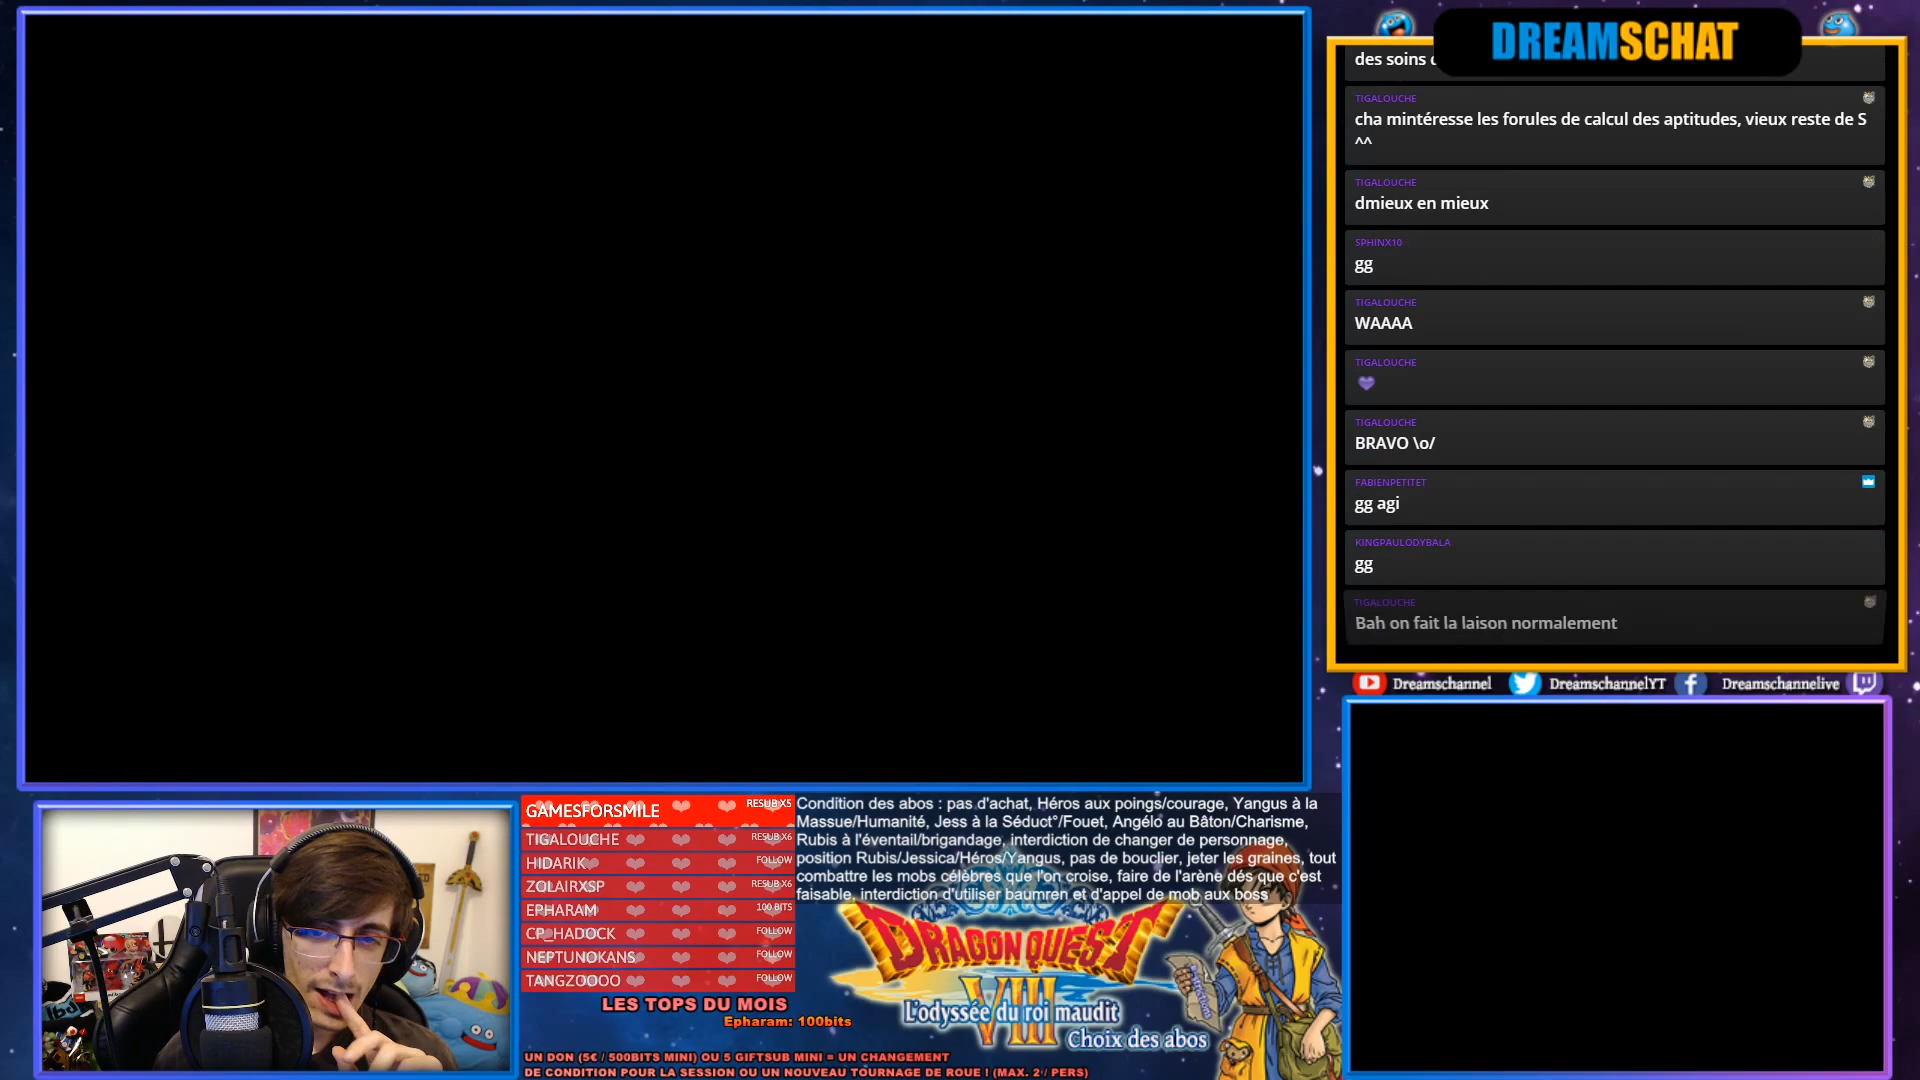 DREAMSCHAT
des soins
TIGALOUCHE
cha mintéresse les forules de calcul des aptitudes, vieux reste de S
^^
TIGALOUCHE
dmieux en mieux
SPHINX10
gg
TIGALOUCHE
WAAAA
TIGALOUCHE
TIGALOUCHE
BRAVO \o/
FABIENPETITET
gg agi
KINGPAULODYBALA
gg
TIGALOUCHE
Bah on fait la laison normalement
Dreamschannel DreamschannelYT Dreamschannelive
GAMESFORSMILE RESUB X5
TIGALOUCHE RESUB X6
HIDARIK FOLLOW
ZOLAIRXSP RESUB X6
EPHARAM 100 BITS
CP_HADOCK FOLLOW
NEPTUNOKANS FOLLOW
TANGZOOOO FOLLOW
LES TOPS DU MOIS
Epharam: 100bits
Condition des abos : pas d'achat, Héros aux poings/courage, Yangus à la
Massue/Humanité, Jess à la Séduct°/Fouet, Angélo au Bâton/Charisme,
Rubis à l'éventail/brigandage, interdiction de changer de personnage,
position Rubis/Jessica/Héros/Yangus, pas de bouclier, jeter les graines, tout
combattre les mobs célèbres que l'on croise, faire de l'arène dés que c'est
faisable, interdiction d'utiliser baumren et d'appel de mob aux boss
DRAGON QUEST
VIII
L'odyssée du roi maudit
Choix des abos
UN DON (5€ / 500BITS MINI) OU 5 GIFTSUB MINI = UN CHANGEMENT
DE CONDITION POUR LA SESSION OU UN NOUVEAU TOURNAGE DE ROUE ! (MAX. 2 / PERS)